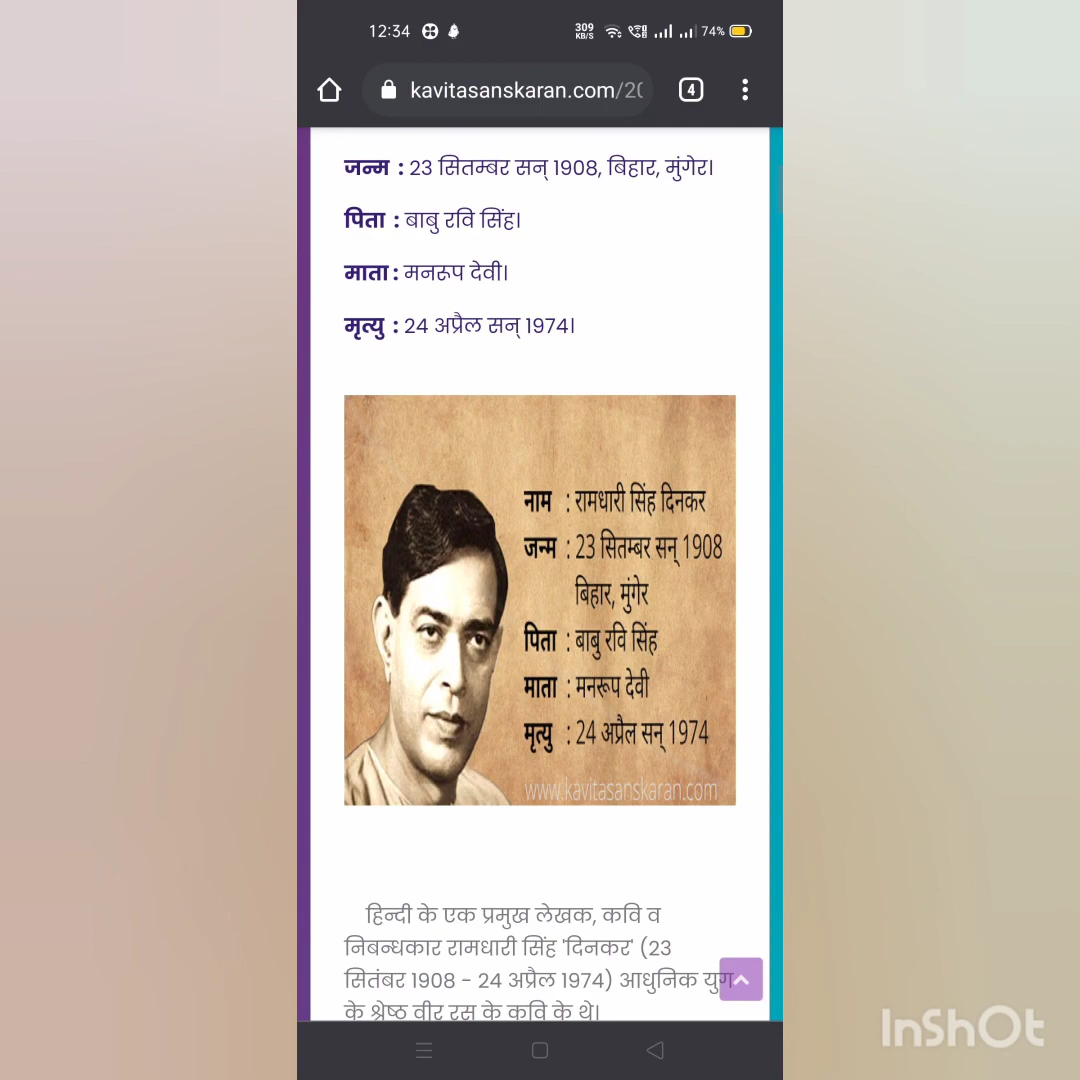 12:34
309 KB/S
74%
kavitasanskaran.com/20
4
जन्म : 23 सितम्बर सन् 1908, बिहार, मुंगेर।
पिता : बाबु रवि सिंह।
माता : मनरूप देवी।
मृत्यु : 24 अप्रैल सन् 1974।
नाम : रामधारी सिंह दिनकर
जन्म : 23 सितम्बर सन् 1908
बिहार, मुंगेर
पिता : बाबु रवि सिंह
माता : मनरूप देवी
मृत्यु : 24 अप्रैल सन् 1974
www.kavitasanskaran.com
हिन्दी के एक प्रमुख लेखक, कवि व
निबन्धकार रामधारी सिंह 'दिनकर' (23
सितंबर 1908 - 24 अप्रैल 1974) आधुनिक युग
के श्रेष्ठ वीर रस के कवि के थे।
InShOt